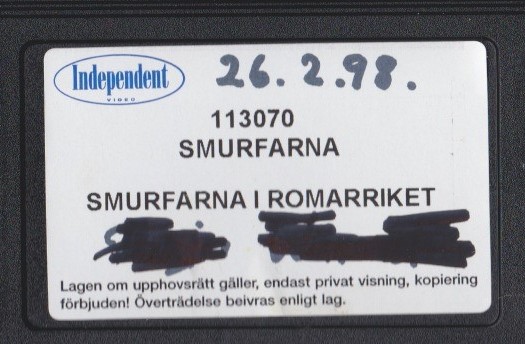 Independent
VIDEO
26.2.98.
113070
SMURFARNA
SMURFARNA I ROMARRIKET
Lagen om upphovsrätt gäller, endast privat visning, kopiering
förbjuden! Överträdelse beivras enligt lag.